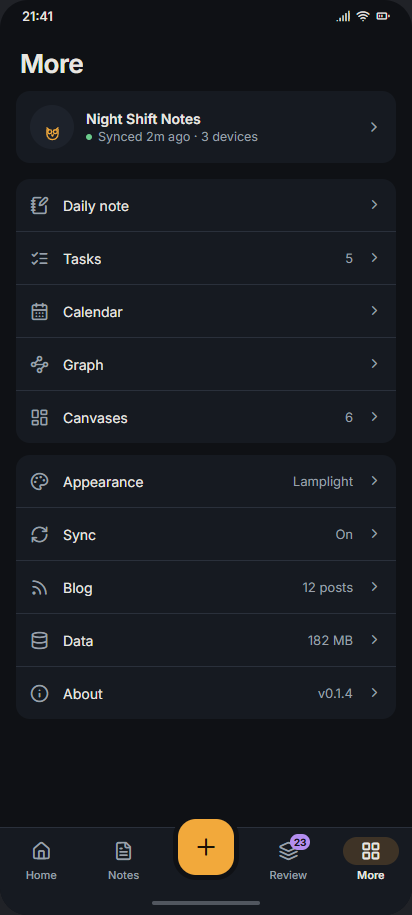 21:41
More
Night Shift Notes
Synced 2m ago · 3 devices
Daily note
Tasks 5
Calendar
Graph
Canvases 6
Appearance Lamplight
Sync On
Blog 12 posts
Data 182 MB
About v0.1.4
23
Home Notes Review More